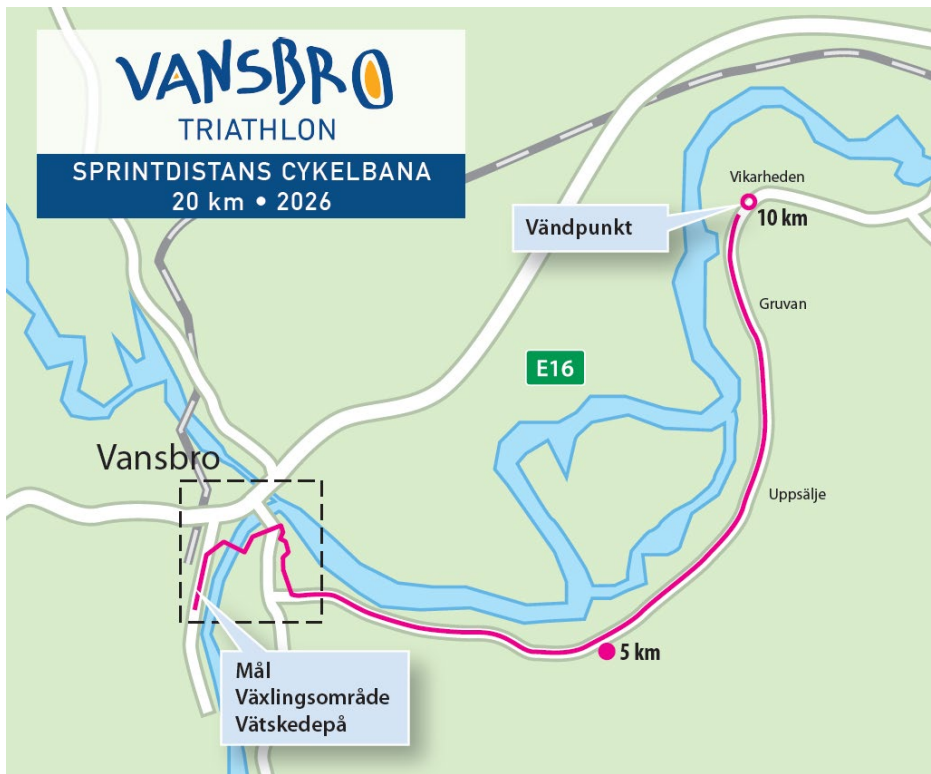 VANSBRO
TRIATHLON
SPRINTDISTANS CYKELBANA
20 km • 2026
Vikarheden
Vändpunkt
10 km
Gruvan
E16
Vansbro
Uppsälje
5 km
Mål
Växlingsområde
Vätskedepå